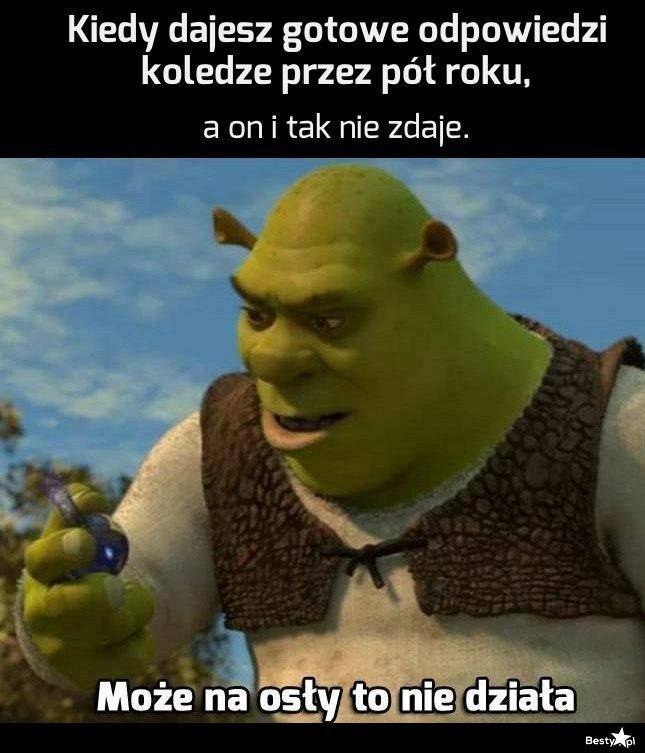 Kiedy dajesz gotowe odpowiedzi
koledze przez pół roku,
a on i tak nie zdaje.
Może na osły to nie działa
Besty.pl